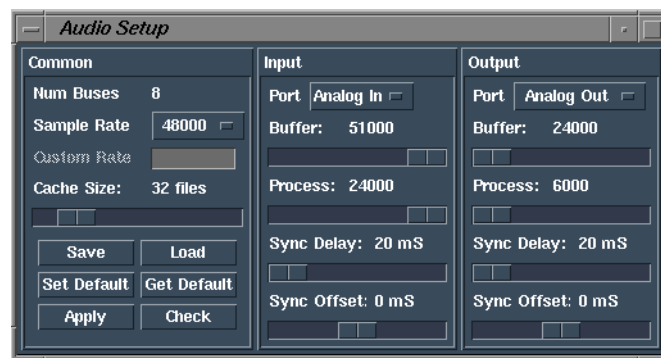 Audio Setup
Common
Num Buses 8
Sample Rate 48000
Custom Rate
Cache Size: 32 files
Save Load
Set Default Get Default
Apply Check
Input
Port Analog In
Buffer: 51000
Process: 24000
Sync Delay: 20 mS
Sync Offset: 0 mS
Output
Port Analog Out
Buffer: 24000
Process: 6000
Sync Delay: 20 mS
Sync Offset: 0 mS